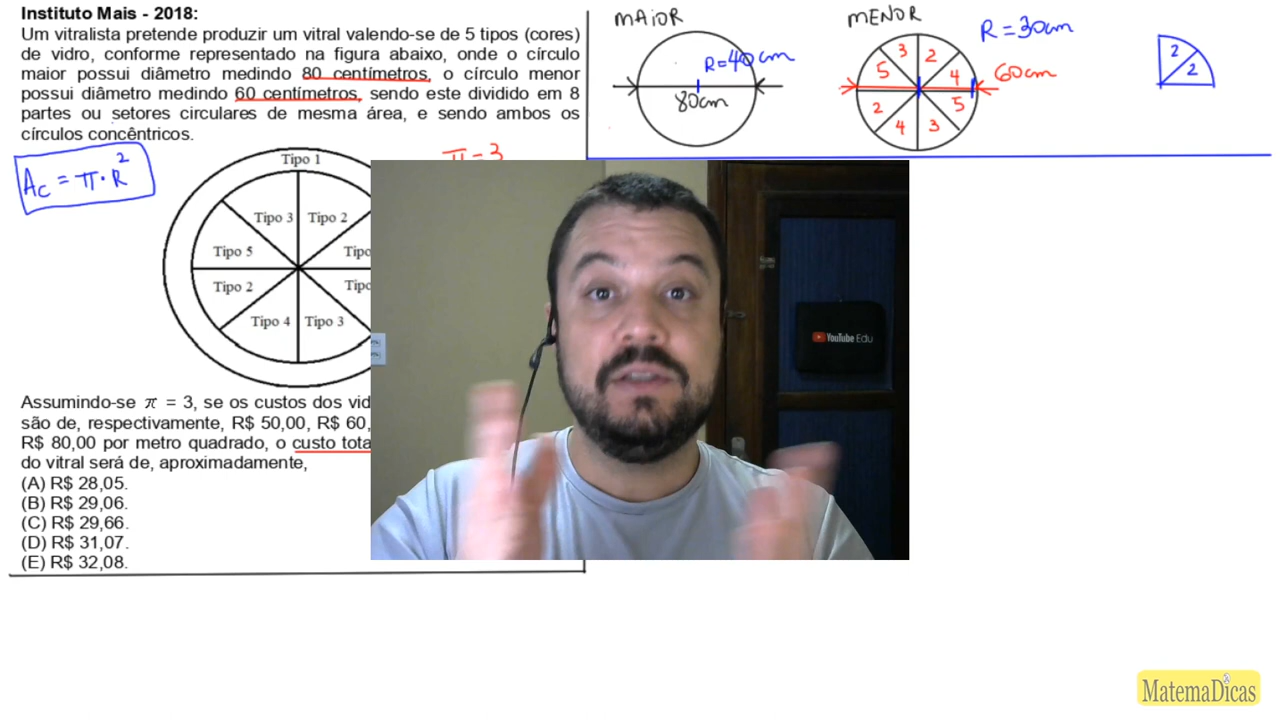 Instituto Mais - 2018:
Um vitralista pretende produzir um vitral valendo-se de 5 tipos (cores)
de vidro, conforme representado na figura abaixo, onde o círculo
maior possui diâmetro medindo 80 centímetros, o círculo menor
possui diâmetro medindo 60 centímetros, sendo este dividido em 8
partes ou setores circulares de mesma área, e sendo ambos os
círculos concêntricos.
Ac = π · R²
π = 3
Tipo 1
Tipo 3 Tipo 2
Tipo 5 Tipo
Tipo 2 Tipo
Tipo 4 Tipo 3
Assumindo-se π = 3, se os custos dos vid
são de, respectivamente, R$ 50,00, R$ 60,
R$ 80,00 por metro quadrado, o custo tota
do vitral será de, aproximadamente,
(A) R$ 28,05.
(B) R$ 29,06.
(C) R$ 29,66.
(D) R$ 31,07.
(E) R$ 32,08.
MAIOR
R = 40cm
80cm
MENOR
R = 30cm
60cm
3 2
5 4
2 5
4 3
2
2
YouTube Edu
MatemaDicas